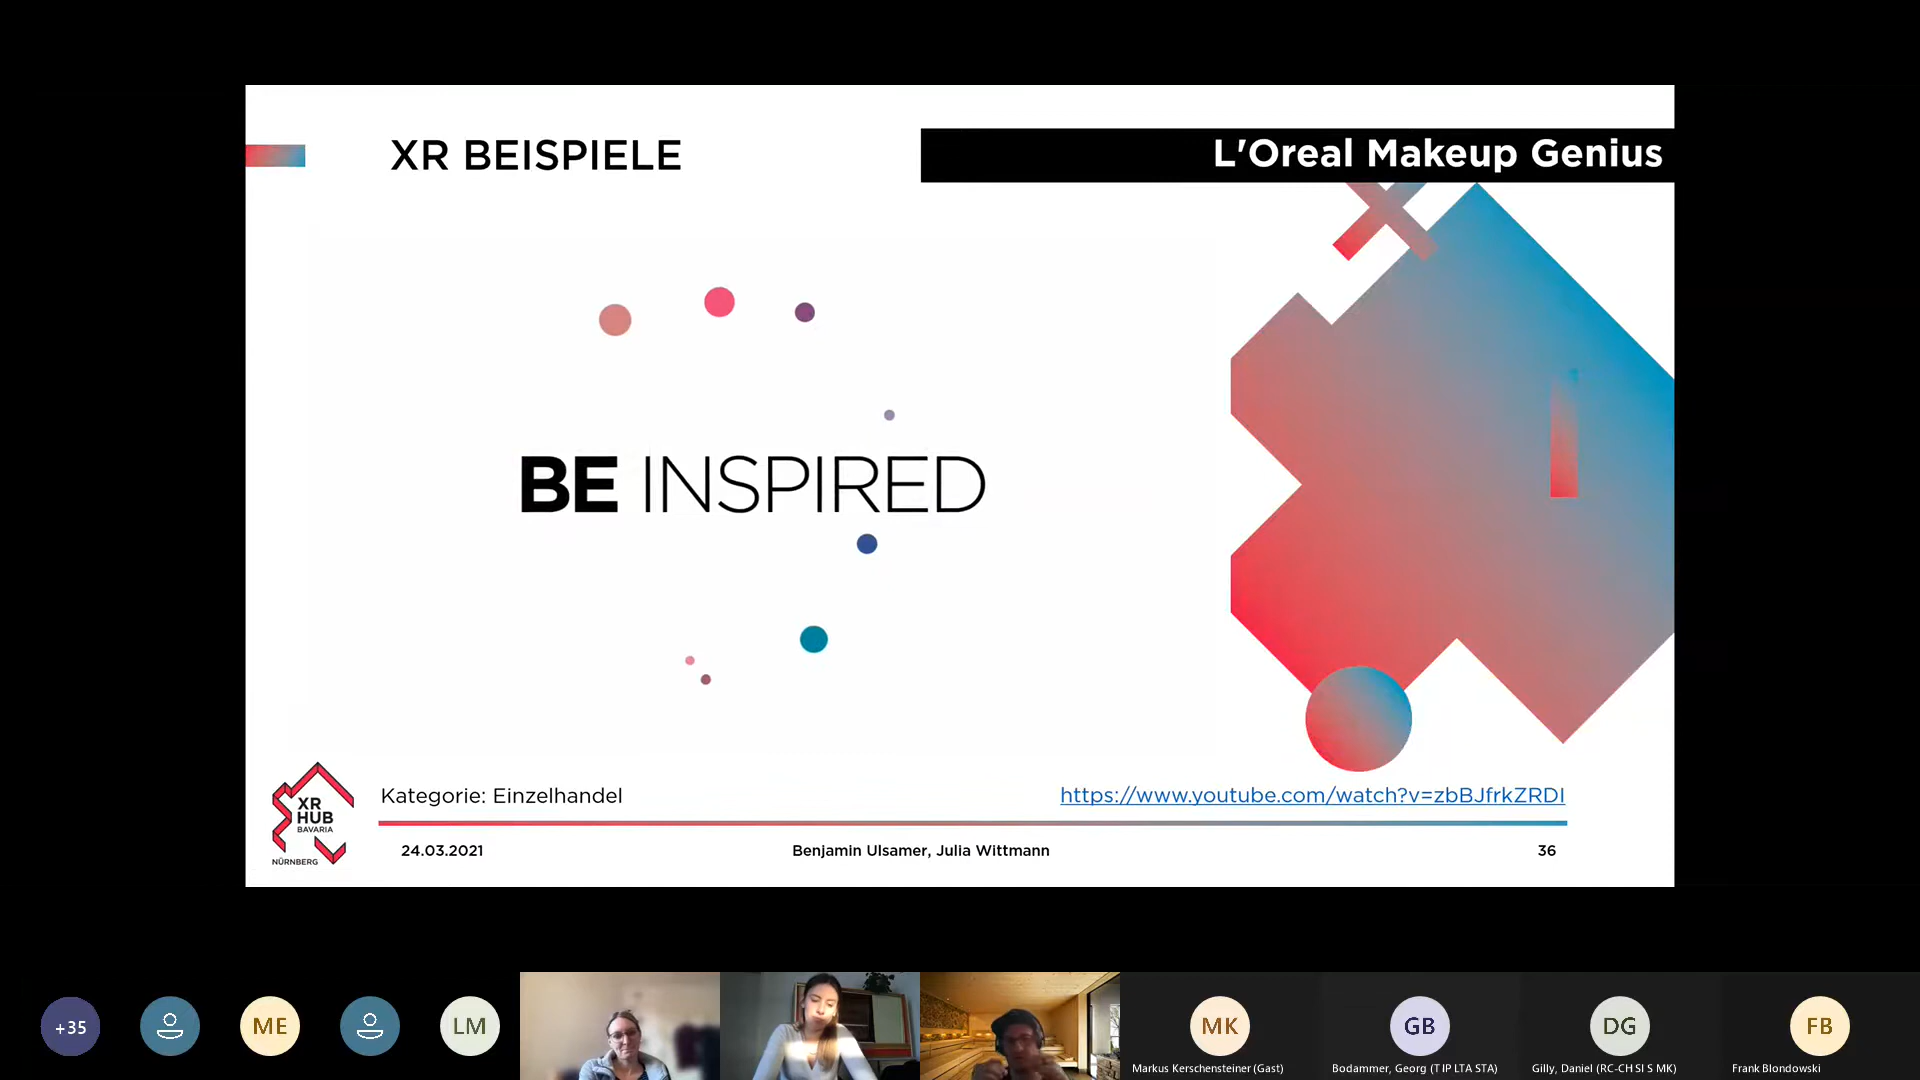 XR BEISPIELE
L'Oreal Makeup Genius
BE INSPIRED
XR
HUB
BAVARIA
NÜRNBERG
Kategorie: Einzelhandel
https://www.youtube.com/watch?v=zbBJfrkZRDI
24.03.2021
Benjamin Ulsamer, Julia Wittmann
36
+35
ME
LM
MK
GB
DG
FB
Markus Kerschensteiner (Gast)
Bodammer, Georg (T IP LTA STA)
Gilly, Daniel (RC-CH SI S MK)
Frank Blondowski